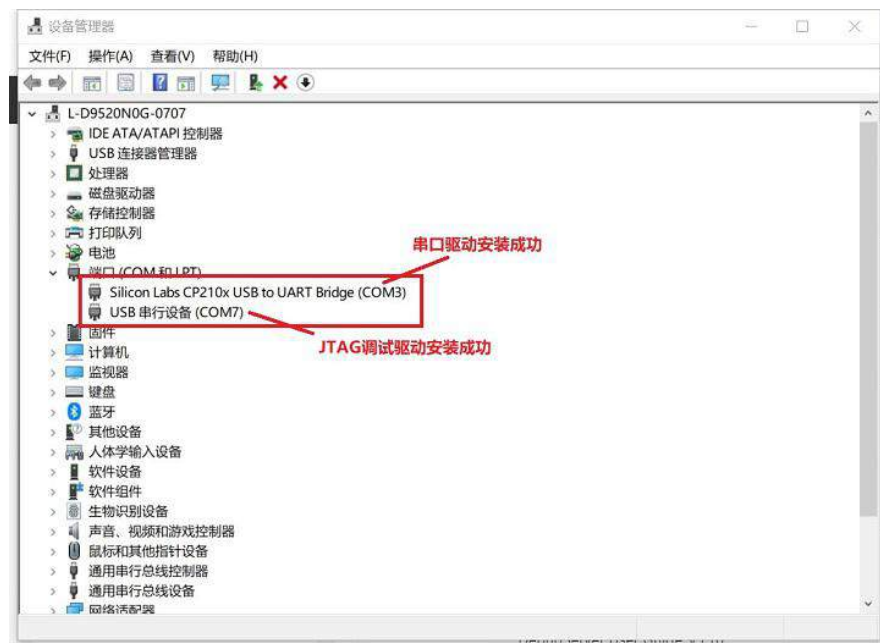 设备管理器
文件(F) 操作(A) 查看(V) 帮助(H)
L-D9520N0G-0707
IDE ATA/ATAPI 控制器
USB 连接器管理器
处理器
磁盘驱动器
存储控制器
打印队列
电池
串口驱动安装成功
端口 (COM 和 LPT)
Silicon Labs CP210x USB to UART Bridge (COM3)
USB 串行设备 (COM7)
固件
JTAG调试驱动安装成功
计算机
监视器
键盘
蓝牙
其他设备
人体学输入设备
软件设备
软件组件
生物识别设备
声音、视频和游戏控制器
鼠标和其他指针设备
通用串行总线控制器
通用串行总线设备
网络适配器